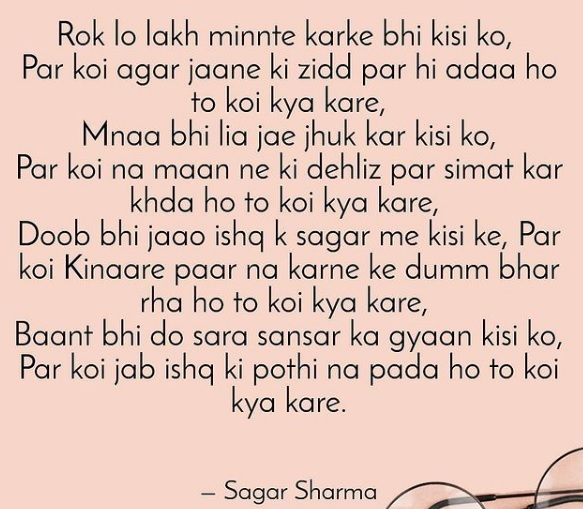 Rok lo lakh minnte karke bhi kisi ko,
Par koi agar jaane ki zidd par hi adaa ho
to koi kya kare,
Mnaa bhi lia jae jhuk kar kisi ko,
Par koi na maan ne ki dehliz par simat kar
khda ho to koi kya kare,
Doob bhi jaao ishq k sagar me kisi ke, Par
koi Kinaare paar na karne ke dumm bhar
rha ho to koi kya kare,
Baant bhi do sara sansar ka gyaan kisi ko,
Par koi jab ishq ki pothi na pada ho to koi
kya kare.
– Sagar Sharma